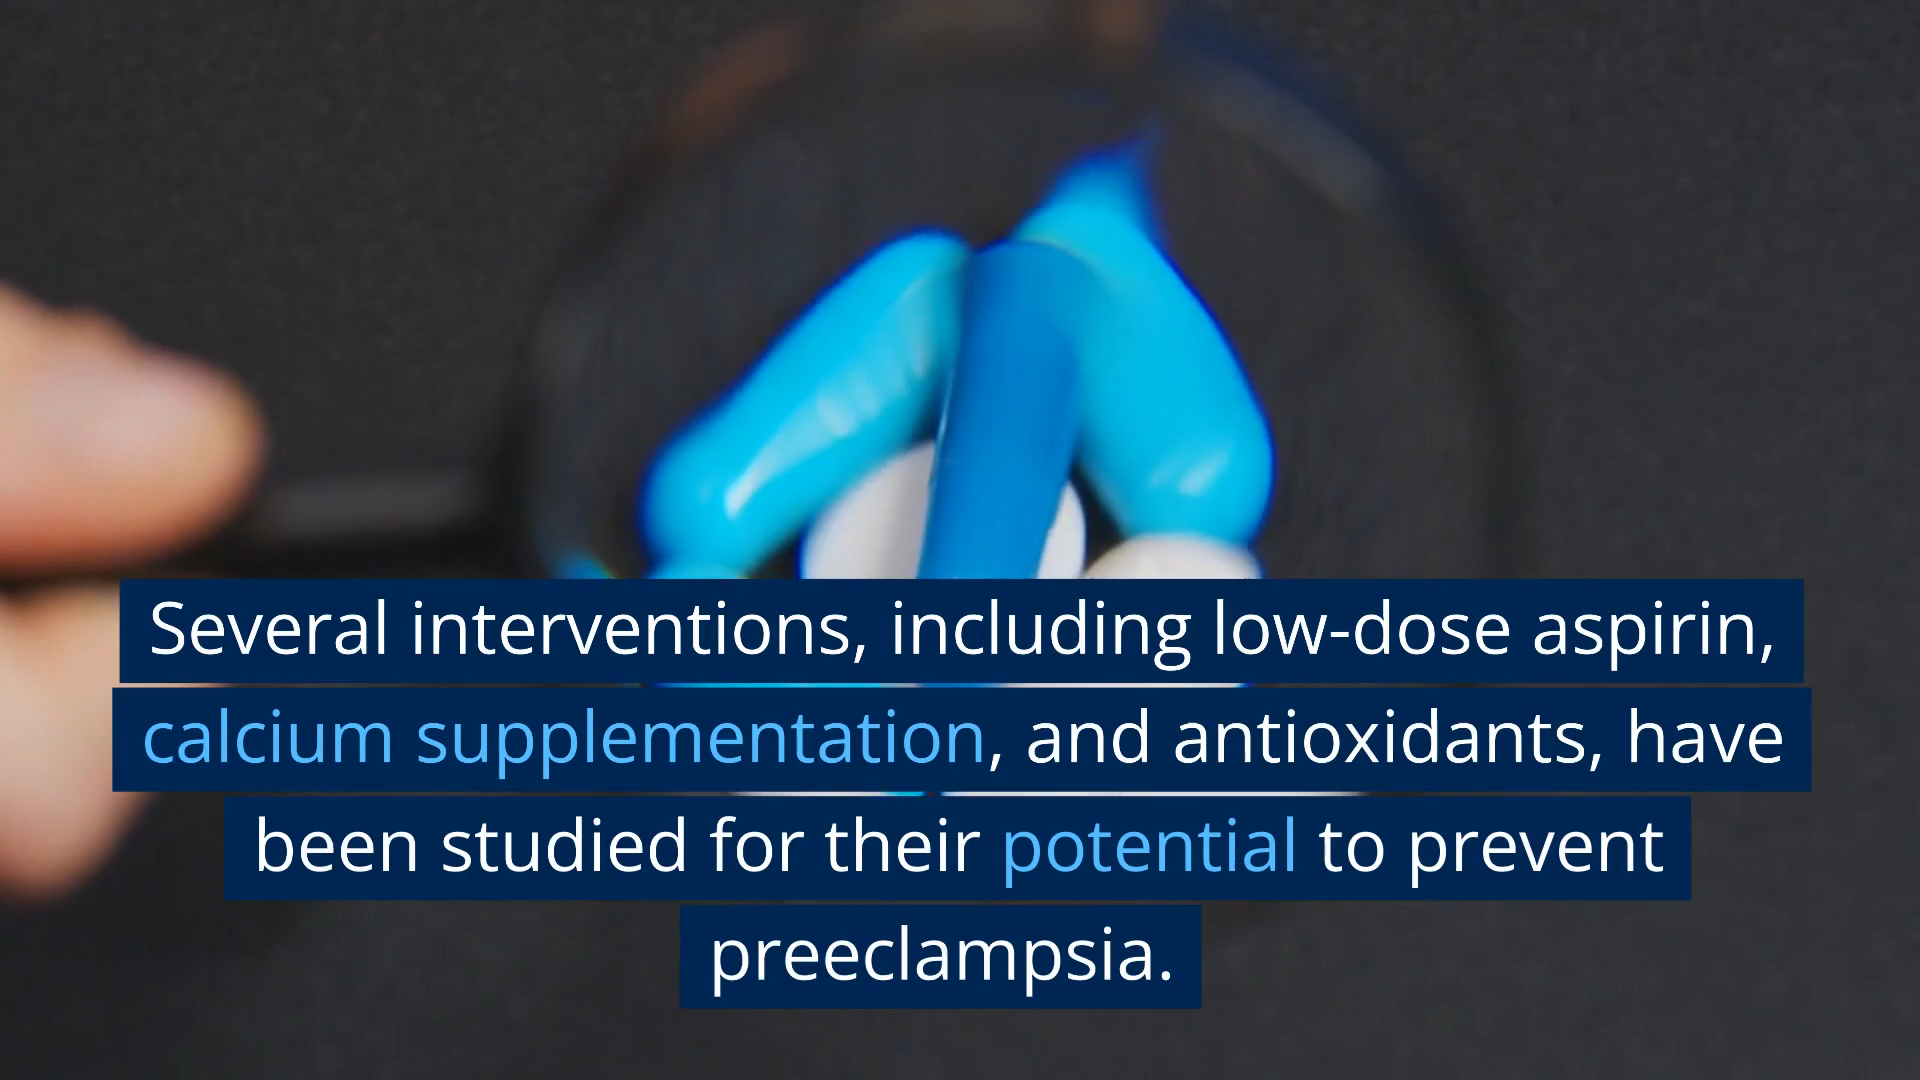 Several interventions, including low-dose aspirin,
calcium supplementation, and antioxidants, have
been studied for their potential to prevent
preeclampsia.